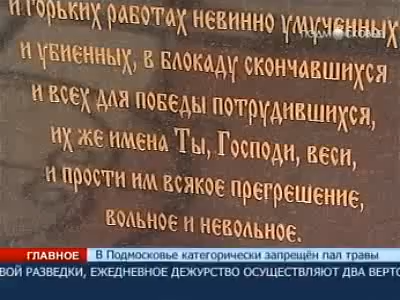 и горьких работах невинно умученных
и убиенных, в блокаду скончавшихся
и всех для победы потрудившихся,
их же имена Ты, Господи, веси,
и прости им всякое прегрешение,
вольное и невольное.
ПОДМОСКОВЬЕ
ГЛАВНОЕ В Подмосковье категорически запрещён пал травы
ВОЙ РАЗВЕДКИ, ЕЖЕДНЕВНОЕ ДЕЖУРСТВО ОСУЩЕСТВЛЯЮТ ДВА ВЕРТО